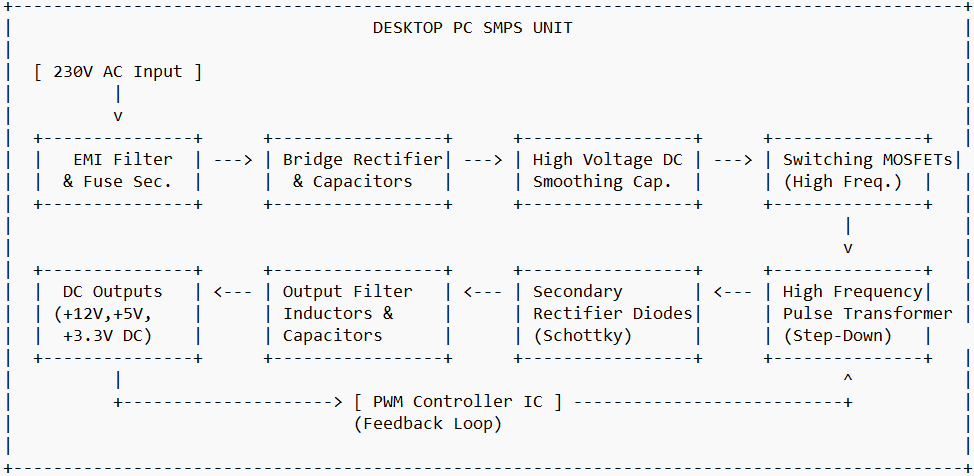 DESKTOP PC SMPS UNIT
[ 230V AC Input ]
EMI Filter & Fuse Sec.
Bridge Rectifier & Capacitors
High Voltage DC Smoothing Cap.
Switching MOSFETs (High Freq.)
High Frequency Pulse Transformer (Step-Down)
Secondary Rectifier Diodes (Schottky)
Output Filter Inductors & Capacitors
DC Outputs (+12V,+5V, +3.3V DC)
[ PWM Controller IC ]
(Feedback Loop)